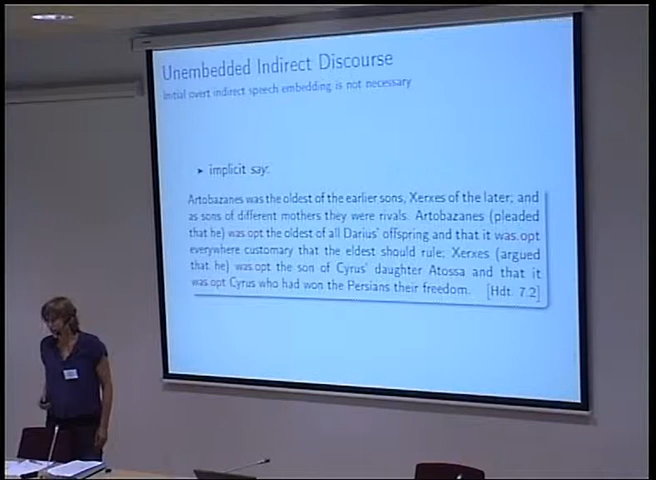 Unembedded Indirect Discourse
Initial overt indirect speech embedding is not necessary
implicit say:
Artobazanes was the oldest of the earlier sons, Xerxes of the later; and
as sons of different mothers they were rivals. Artobazanes (pleaded
that he) was.opt the oldest of all Darius' offspring and that it was.opt
everywhere customary that the eldest should rule; Xerxes (argued
that he) was.opt the son of Cyrus' daughter Atossa and that it
was.opt Cyrus who had won the Persians their freedom. [Hdt. 7.2]